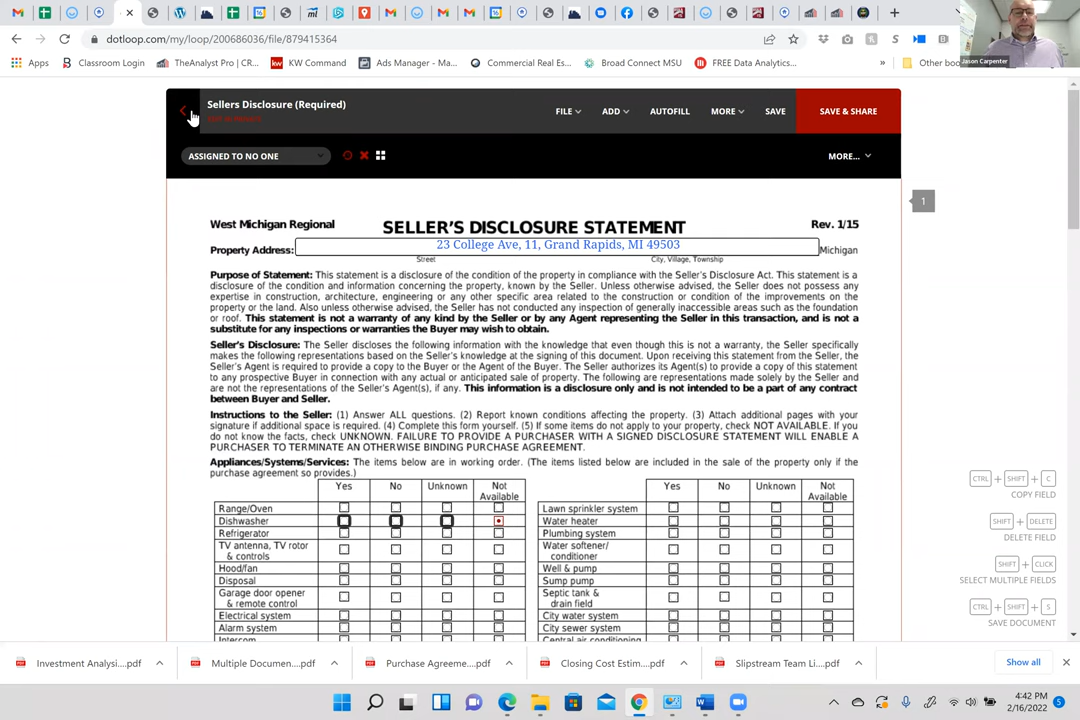 dotloop.com/my/loop/200686036/file/879415364
Jason Carpenter
Apps
Classroom Login
TheAnalyst Pro | CR...
KW Command
Ads Manager - Ma...
Commercial Real Es...
Broad Connect MSU
FREE Data Analytics...
»
Other boo
Sellers Disclosure (Required)
FILE
ADD
AUTOFILL
MORE
SAVE
SAVE & SHARE
ASSIGNED TO NO ONE
MORE...
1
West Michigan Regional
SELLER'S DISCLOSURE STATEMENT
Rev. 1/15
Property Address:
23 College Ave, 11, Grand Rapids, MI 49503
Michigan
Street
City, Village, Township
Purpose of Statement: This statement is a disclosure of the condition of the property in compliance with the Seller's Disclosure Act. This statement is a
disclosure of the condition and information concerning the property, known by the Seller. Unless otherwise advised, the Seller does not possess any
expertise in construction, architecture, engineering or any other specific area related to the construction or condition of the improvements on the
property or the land. Also unless otherwise advised, the Seller has not conducted any inspection of generally inaccessible areas such as the foundation
or roof. This statement is not a warranty of any kind by the Seller or by any Agent representing the Seller in this transaction, and is not a
substitute for any inspections or warranties the Buyer may wish to obtain.
Seller's Disclosure: The Seller discloses the following information with the knowledge that even though this is not a warranty, the Seller specifically
makes the following representations based on the Seller's knowledge at the signing of this document. Upon receiving this statement from the Seller, the
Seller's Agent is required to provide a copy to the Buyer or the Agent of the Buyer. The Seller authorizes its Agent(s) to provide a copy of this statement
to any prospective Buyer in connection with any actual or anticipated sale of property. The following are representations made solely by the Seller and
are not the representations of the Seller's Agent(s), if any. This information is a disclosure only and is not intended to be a part of any contract
between Buyer and Seller.
Instructions to the Seller: (1) Answer ALL questions. (2) Report known conditions affecting the property. (3) Attach additional pages with your
signature if additional space is required. (4) Complete this form yourself. (5) If some items do not apply to your property, check NOT AVAILABLE. If you
do not know the facts, check UNKNOWN. FAILURE TO PROVIDE A PURCHASER WITH A SIGNED DISCLOSURE STATEMENT WILL ENABLE A
PURCHASER TO TERMINATE AN OTHERWISE BINDING PURCHASE AGREEMENT.
Appliances/Systems/Services: The items below are in working order. (The items listed below are included in the sale of the property only if the
purchase agreement so provides.)
Yes No Unknown Not Available
Range/Oven
Dishwasher
Refrigerator
TV antenna, TV rotor
& controls
Hood/fan
Disposal
Garage door opener
& remote control
Electrical system
Alarm system
Intercom
Yes No Unknown Not Available
Lawn sprinkler system
Water heater
Plumbing system
Water softener/
conditioner
Well & pump
Sump pump
Septic tank &
drain field
City water system
City sewer system
Central air conditioning
CTRL + SHIFT + C
COPY FIELD
SHIFT + DELETE
DELETE FIELD
SHIFT + CLICK
SELECT MULTIPLE FIELDS
CTRL + SHIFT + S
SAVE DOCUMENT
Investment Analysi....pdf
Multiple Documen....pdf
Purchase Agreeme....pdf
Closing Cost Estim....pdf
Slipstream Team Li....pdf
Show all
4:42 PM
2/16/2022